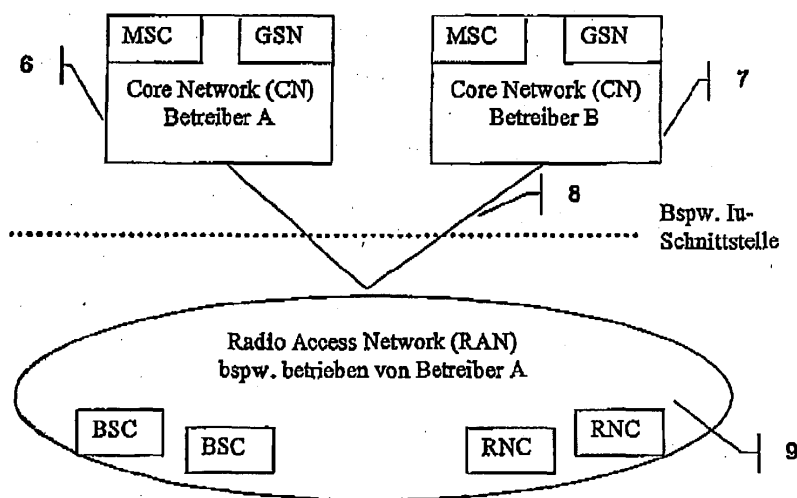 MSC
GSN
Core Network (CN)
Betreiber A
6
MSC
GSN
Core Network (CN)
Betreiber B
7
8
Bspw. Iu-
Schnittstelle
Radio Access Network (RAN)
bspw. betrieben von Betreiber A
BSC
BSC
RNC
RNC
9